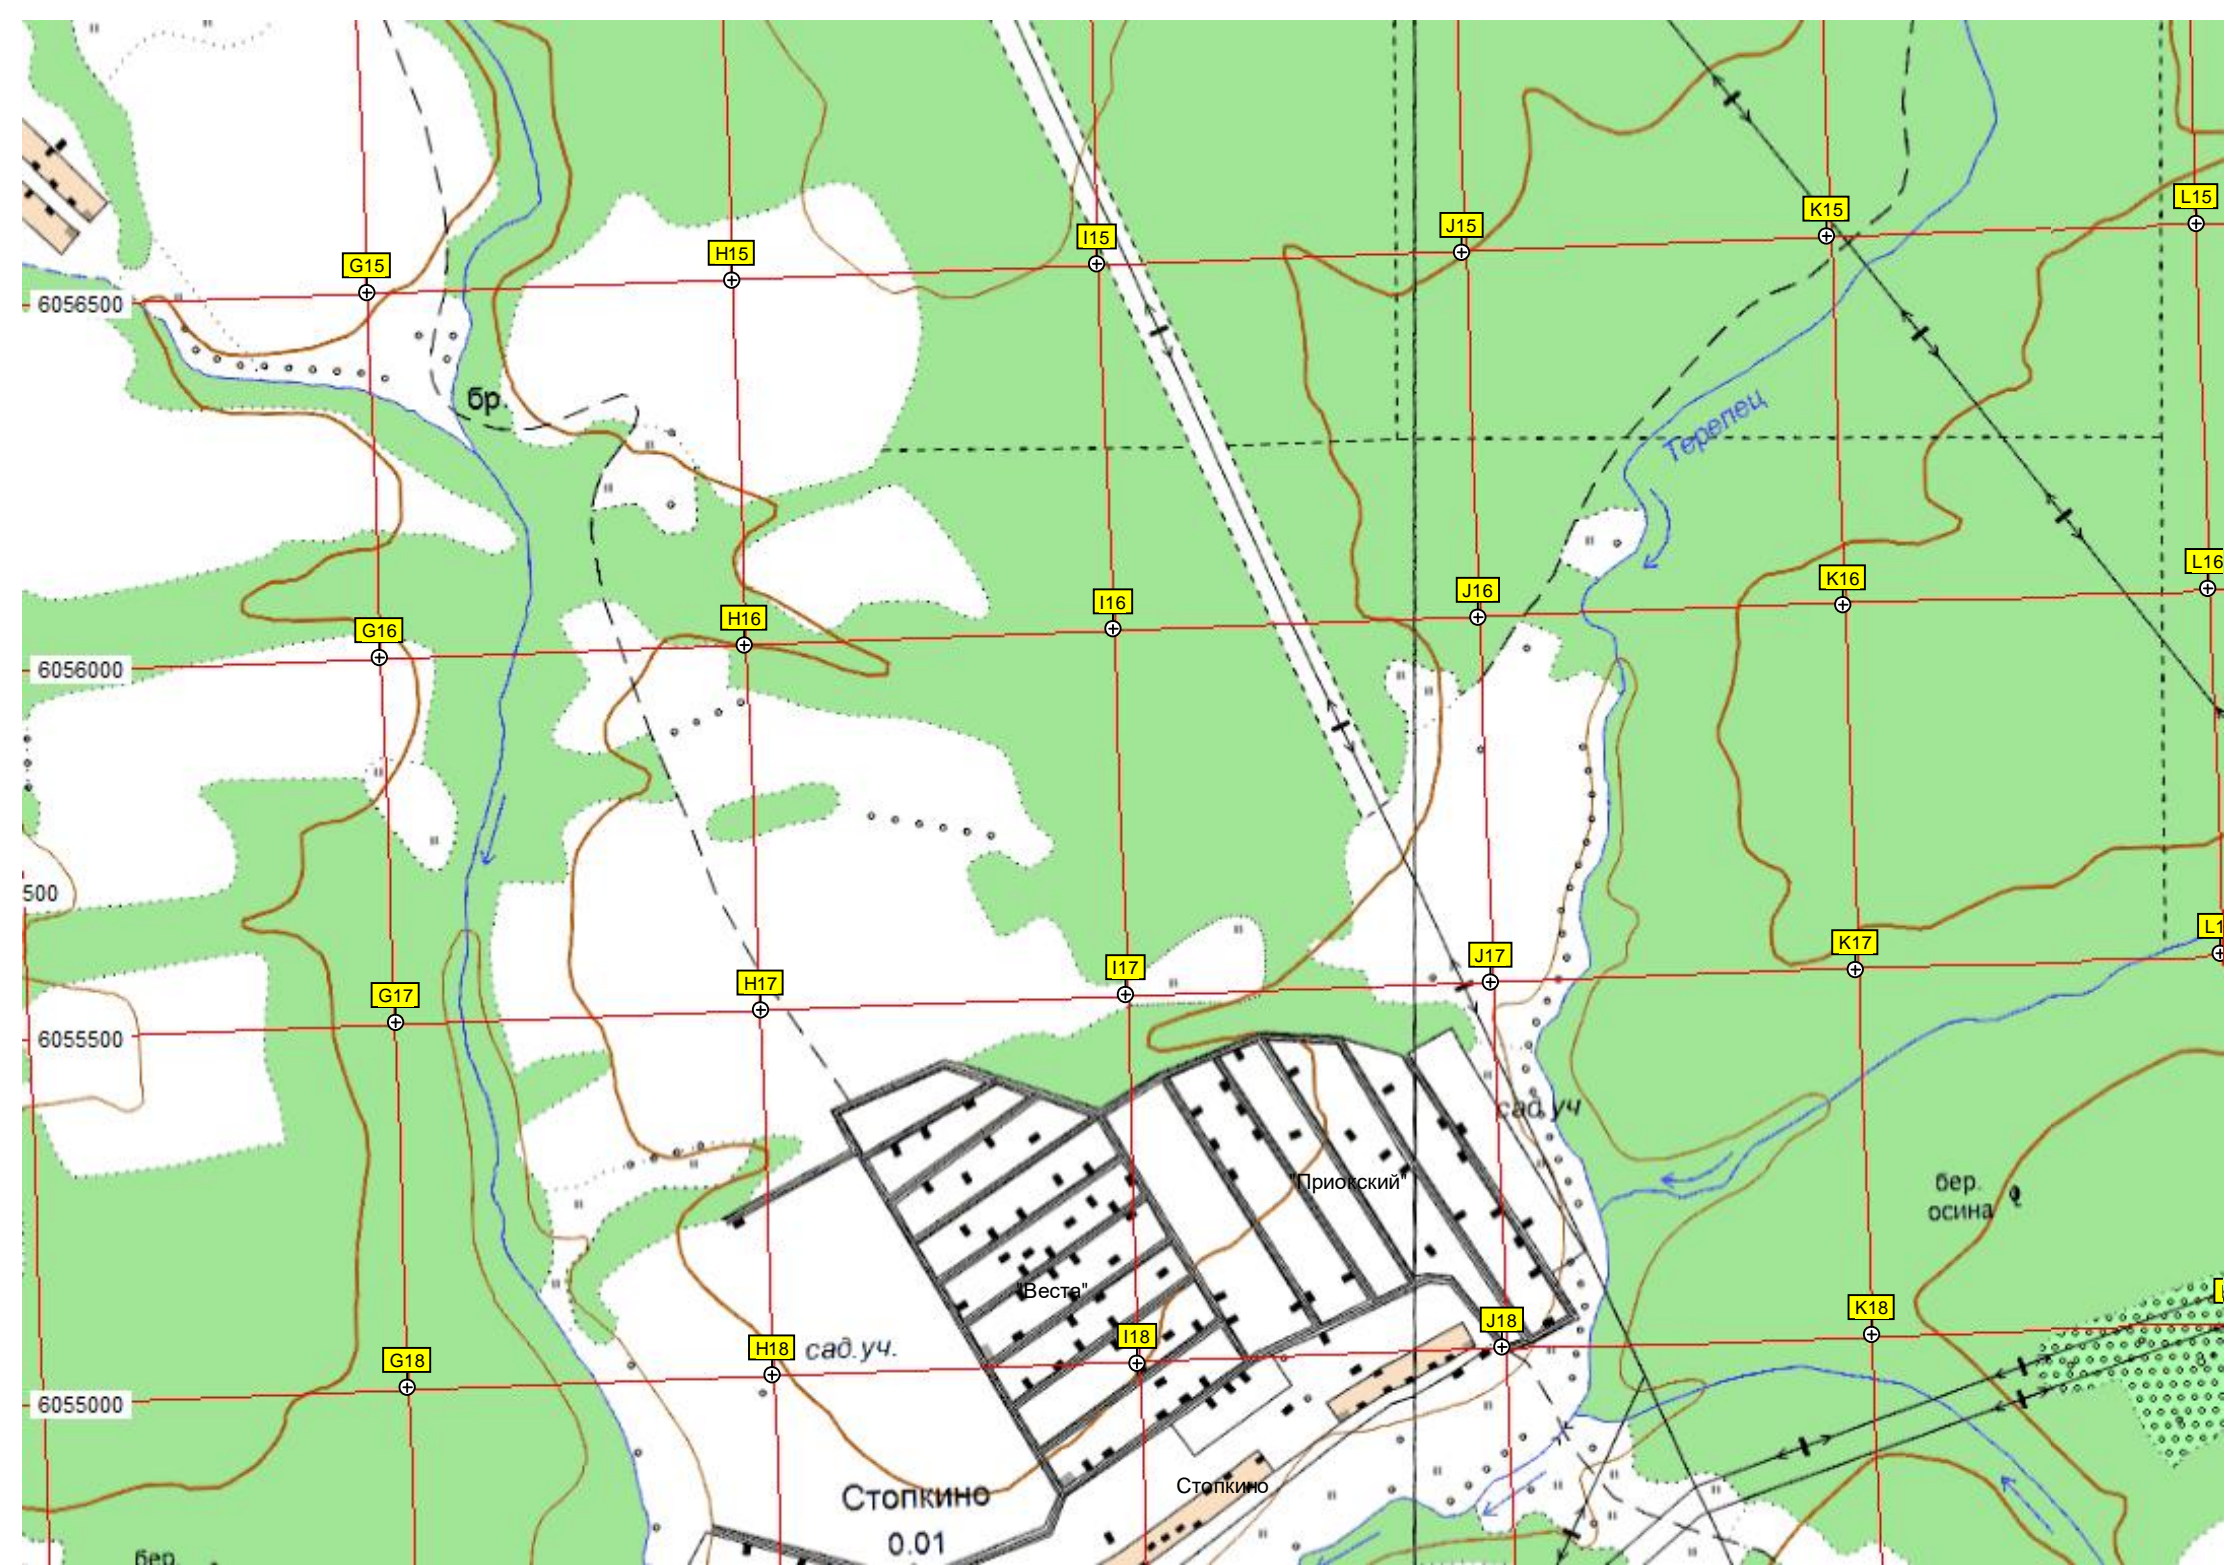 L15
K15
J15
I15
H15
G15
6056500
бр.
Терепец
L16
K16
J16
I16
H16
G16
6056000
500
L1
K17
J17
I17
H17
G17
6055500
сад.уч
"Приокский"
бер.
осина
"Веста"
K18
J18
I18
H18
сад.уч.
G18
6055000
Стопкино
Стопкино
0.01
бер.